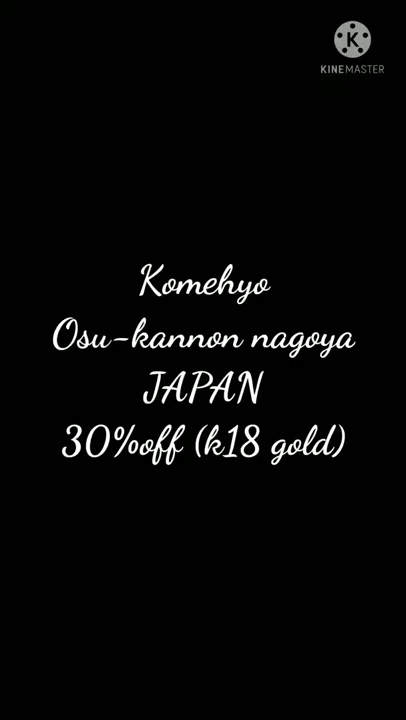 K
KINEMASTER
Komehyo
Osu-kannon nagoya
JAPAN
30%off (k18 gold)